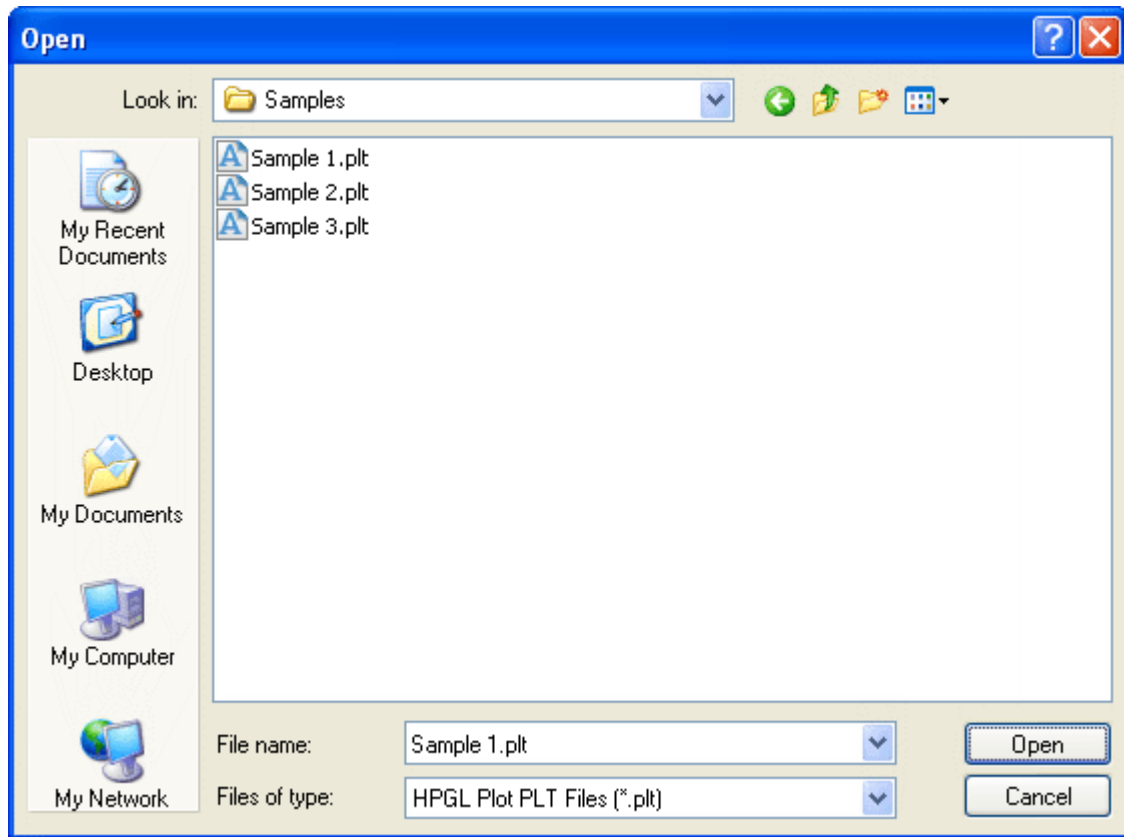 Open
Look in:
Samples
Sample 1.plt
Sample 2.plt
Sample 3.plt
My Recent
Documents
Desktop
My Documents
My Computer
My Network
File name:
Sample 1.plt
Open
Files of type:
HPGL Plot PLT Files (*.plt)
Cancel